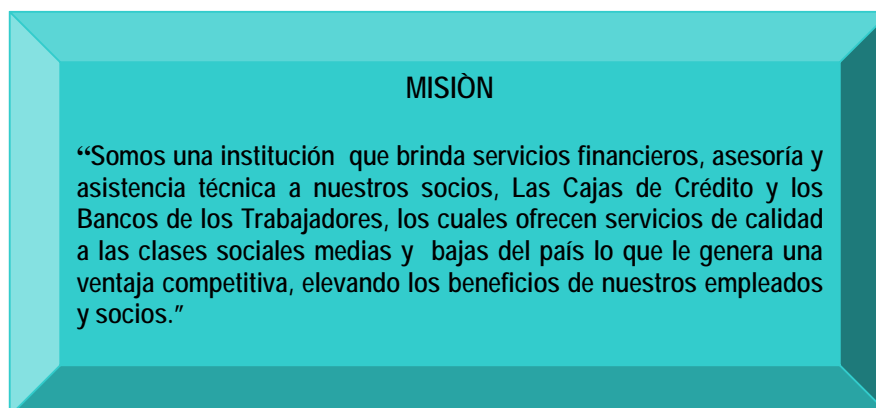 MISIÒN
“Somos una institución que brinda servicios financieros, asesoría y
asistencia técnica a nuestros socios, Las Cajas de Crédito y los
Bancos de los Trabajadores, los cuales ofrecen servicios de calidad
a las clases sociales medias y bajas del país lo que le genera una
ventaja competitiva, elevando los beneficios de nuestros empleados
y socios.”